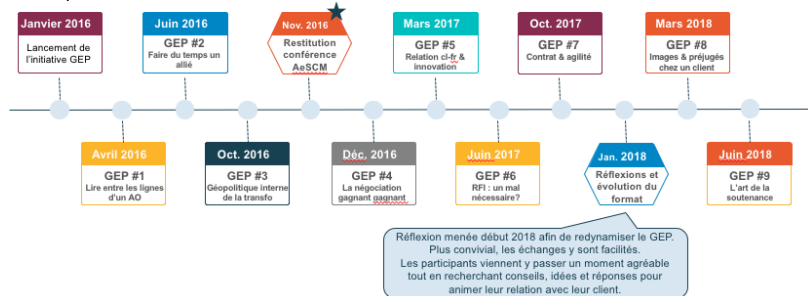 Janvier 2016
Lancement de
l'initiative GEP
Juin 2016
GEP #2
Faire du temps un
allié
Nov. 2016
Restitution
conférence
AeSCM
Mars 2017
GEP #5
Relation cl-fr &
innovation
Oct. 2017
GEP #7
Contrat & agilité
Mars 2018
GEP #8
Images & préjugés
chez un client
Avril 2016
GEP #1
Lire entre les lignes
d'un AO
Oct. 2016
GEP #3
Géopolitique interne
de la transfo
Déc. 2016
GEP #4
La négociation
gagnant gagnant
Juin 2017
GEP #6
RFI : un mal
nécessaire?
Jan. 2018
Réflexions et
évolution du
format
Juin 2018
GEP #9
L'art de la
soutenance
Réflexion menée début 2018 afin de redynamiser le GEP.
Plus convivial, les échanges y sont facilités.
Les participants viennent y passer un moment agréable
tout en recherchant conseils, idées et réponses pour
animer leur relation avec leur client.